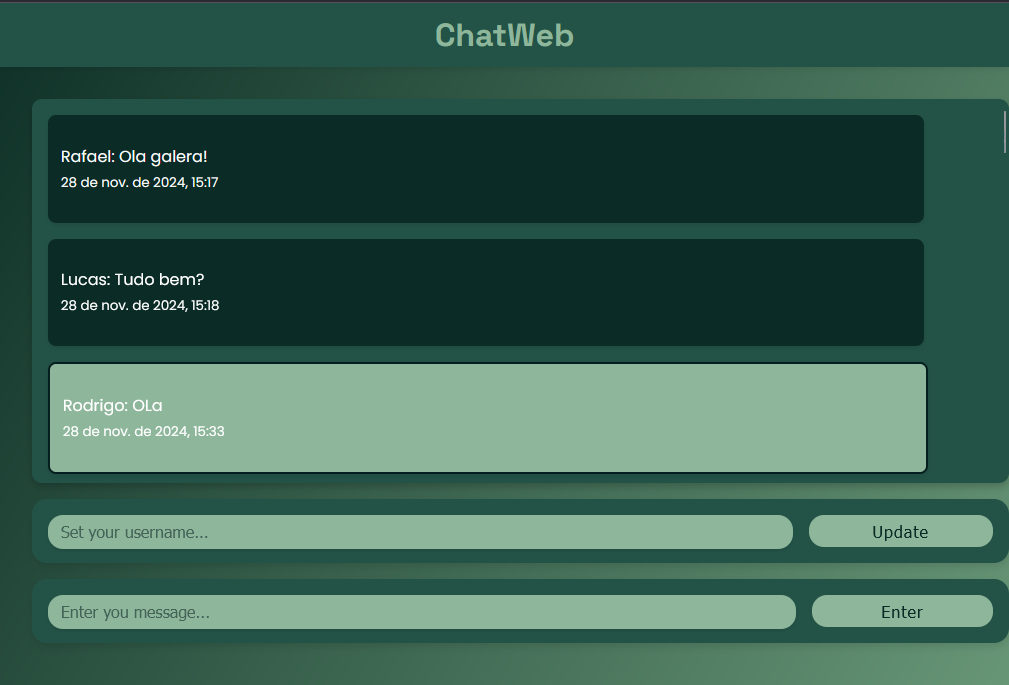 ChatWeb
Rafael: Ola galera!
28 de nov. de 2024, 15:17
Lucas: Tudo bem?
28 de nov. de 2024, 15:18
Rodrigo: OLa
28 de nov. de 2024, 15:33
Set your username... Update
Enter you message... Enter